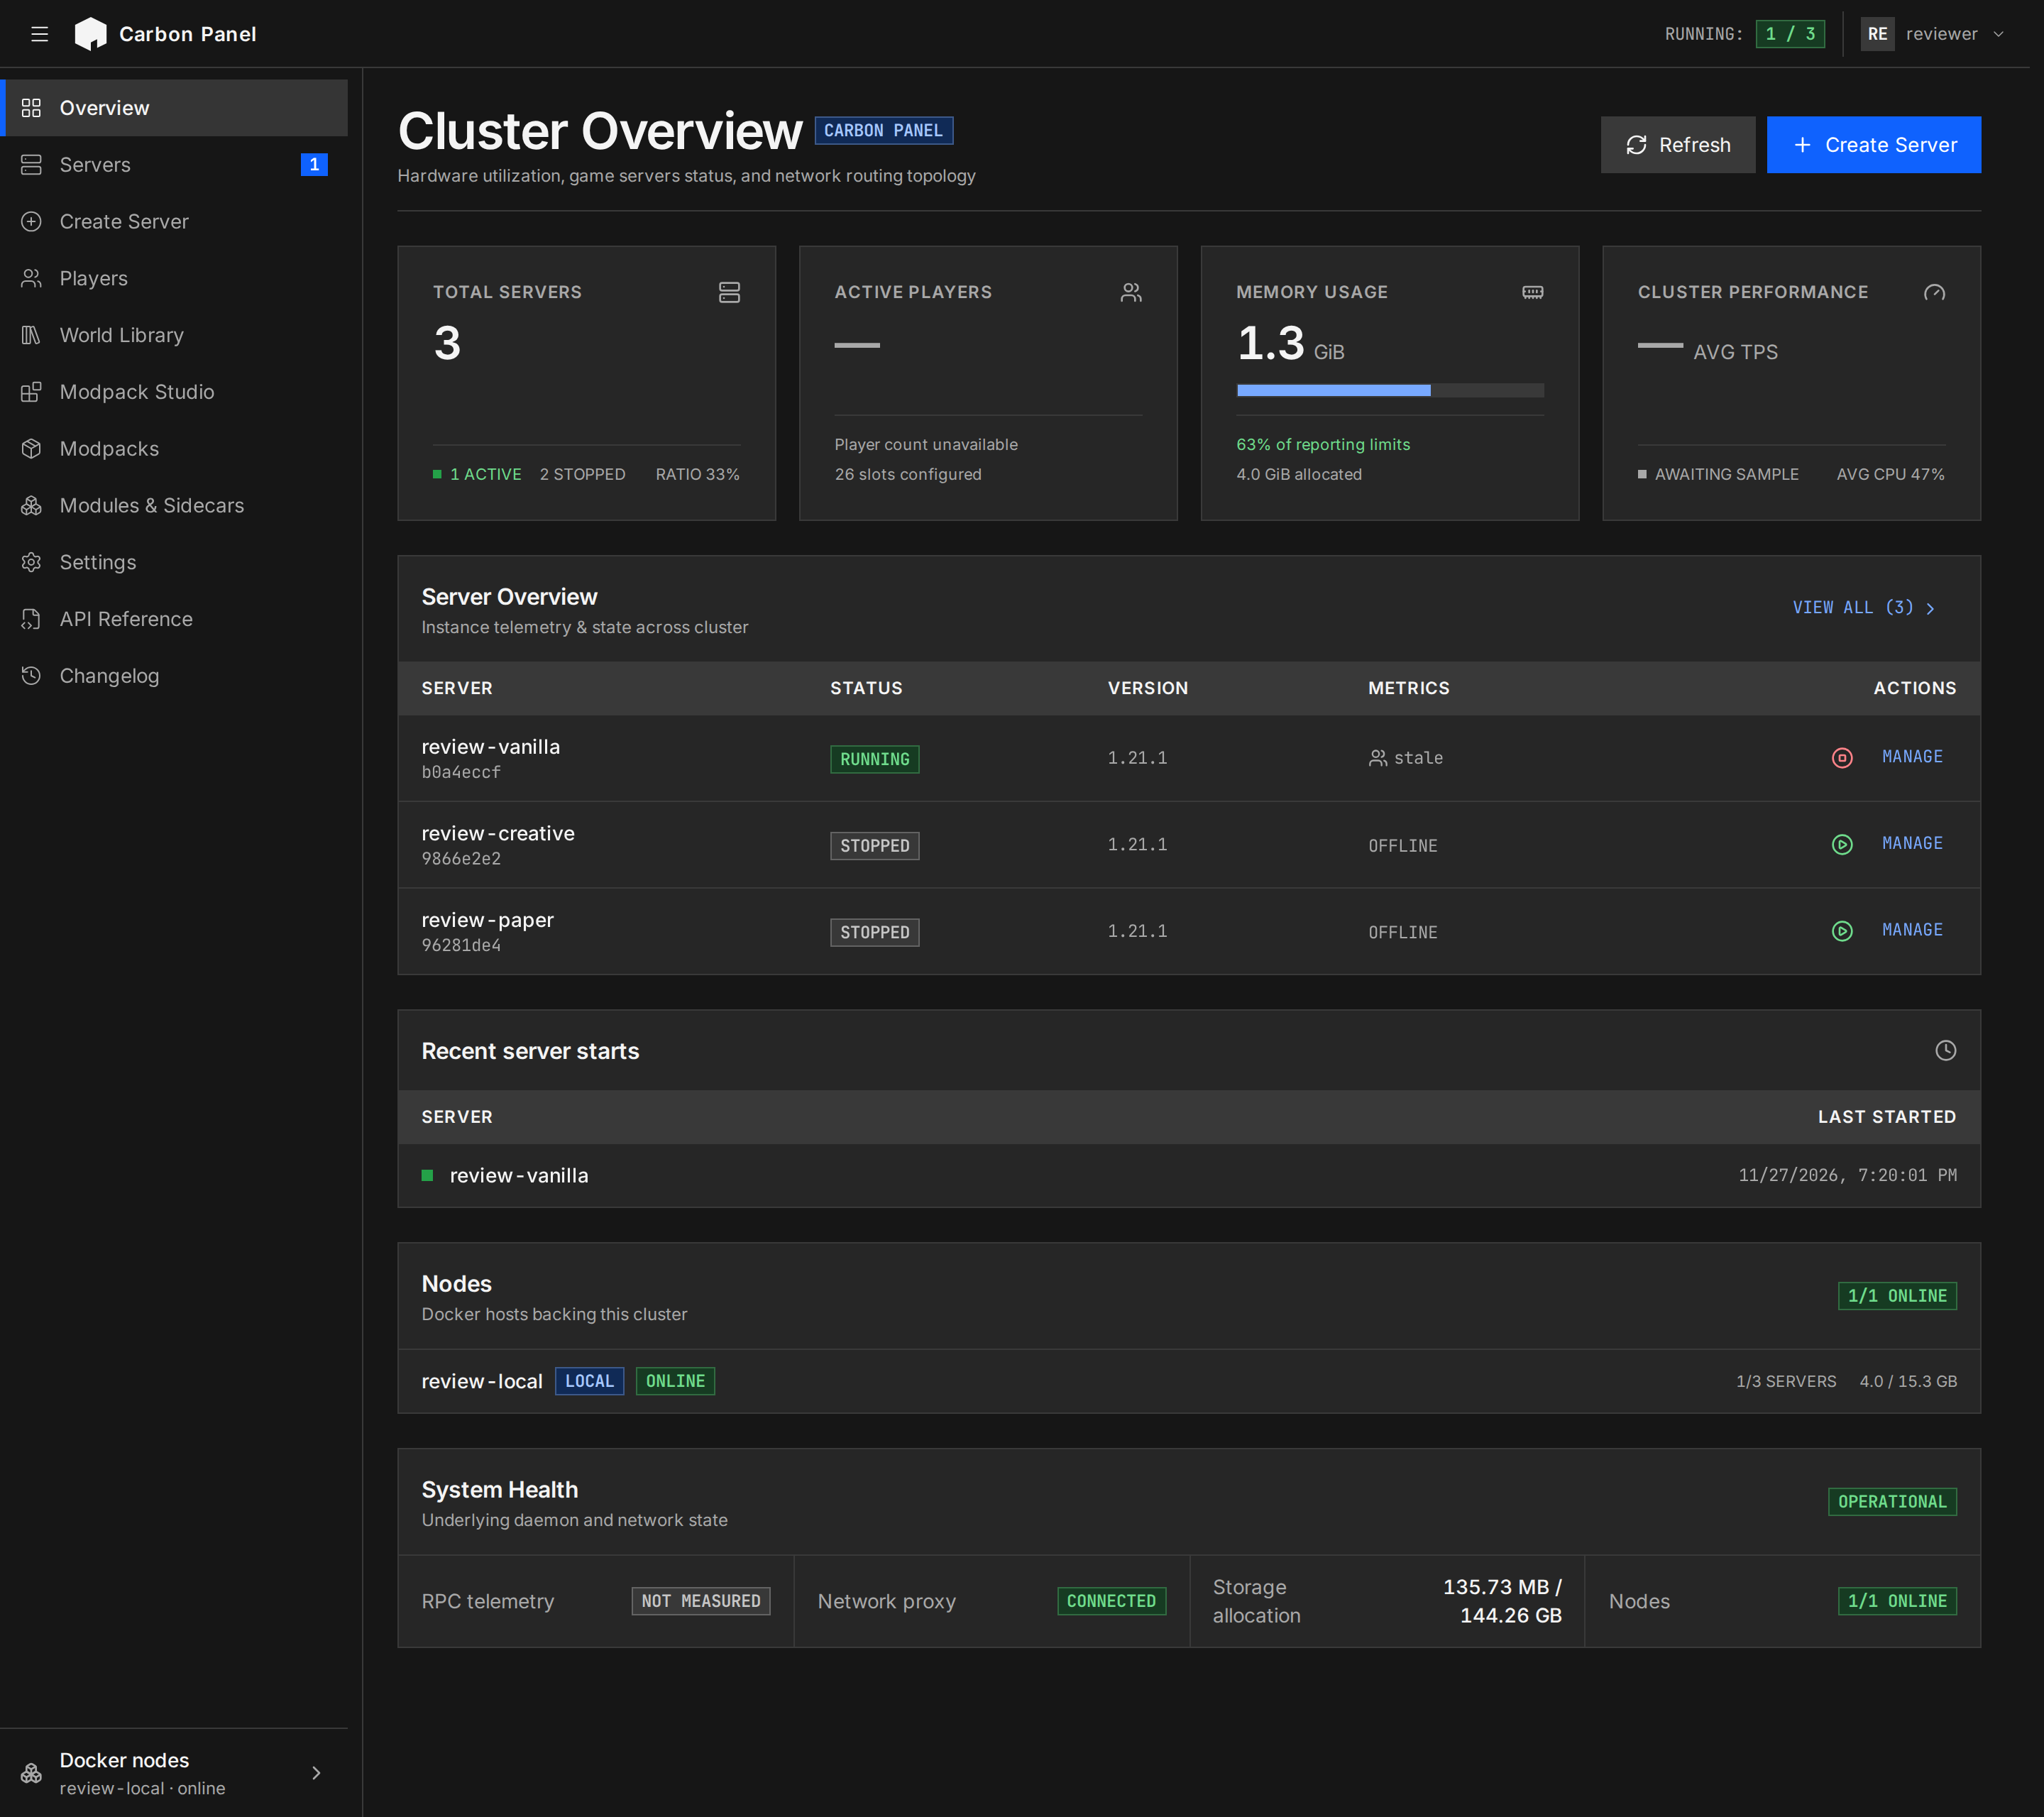 Carbon Panel
RUNNING: 1 / 3
RE reviewer
Overview
Servers 1
Create Server
Players
World Library
Modpack Studio
Modpacks
Modules & Sidecars
Settings
API Reference
Changelog
Docker nodes
review-local · online
Cluster Overview CARBON PANEL
Hardware utilization, game servers status, and network routing topology
Refresh
Create Server
TOTAL SERVERS
3
1 ACTIVE 2 STOPPED RATIO 33%
ACTIVE PLAYERS
—
Player count unavailable
26 slots configured
MEMORY USAGE
1.3 GiB
63% of reporting limits
4.0 GiB allocated
CLUSTER PERFORMANCE
— AVG TPS
AWAITING SAMPLE AVG CPU 47%
Server Overview
Instance telemetry & state across cluster
VIEW ALL (3)
SERVER STATUS VERSION METRICS ACTIONS
review-vanilla
b0a4eccf
RUNNING 1.21.1 stale MANAGE
review-creative
9866e2e2
STOPPED 1.21.1 OFFLINE MANAGE
review-paper
96281de4
STOPPED 1.21.1 OFFLINE MANAGE
Recent server starts
SERVER LAST STARTED
review-vanilla 11/27/2026, 7:20:01 PM
Nodes
Docker hosts backing this cluster
1/1 ONLINE
review-local LOCAL ONLINE 1/3 SERVERS 4.0 / 15.3 GB
System Health
Underlying daemon and network state
OPERATIONAL
RPC telemetry NOT MEASURED
Network proxy CONNECTED
Storage
allocation
135.73 MB /
144.26 GB
Nodes 1/1 ONLINE